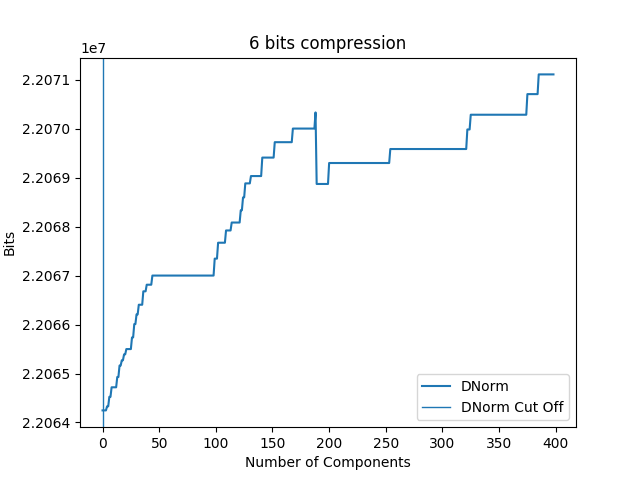 6 bits compression
1e7
2.2071
2.2070
2.2069
2.2068
2.2067
2.2066
2.2065
2.2064
Bits
0 50 100 150 200 250 300 350 400
Number of Components
DNorm
DNorm Cut Off